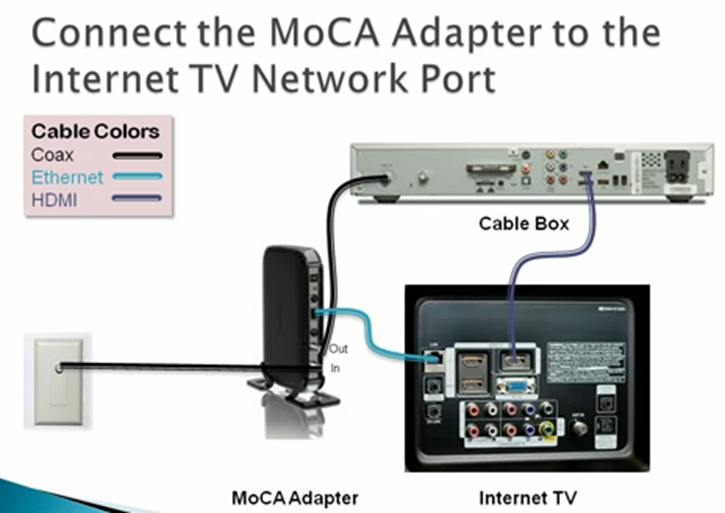 Connect the MoCA Adapter to the
Internet TV Network Port
Cable Colors
Coax
Ethernet
HDMI
Cable Box
Out
In
MoCA Adapter
Internet TV